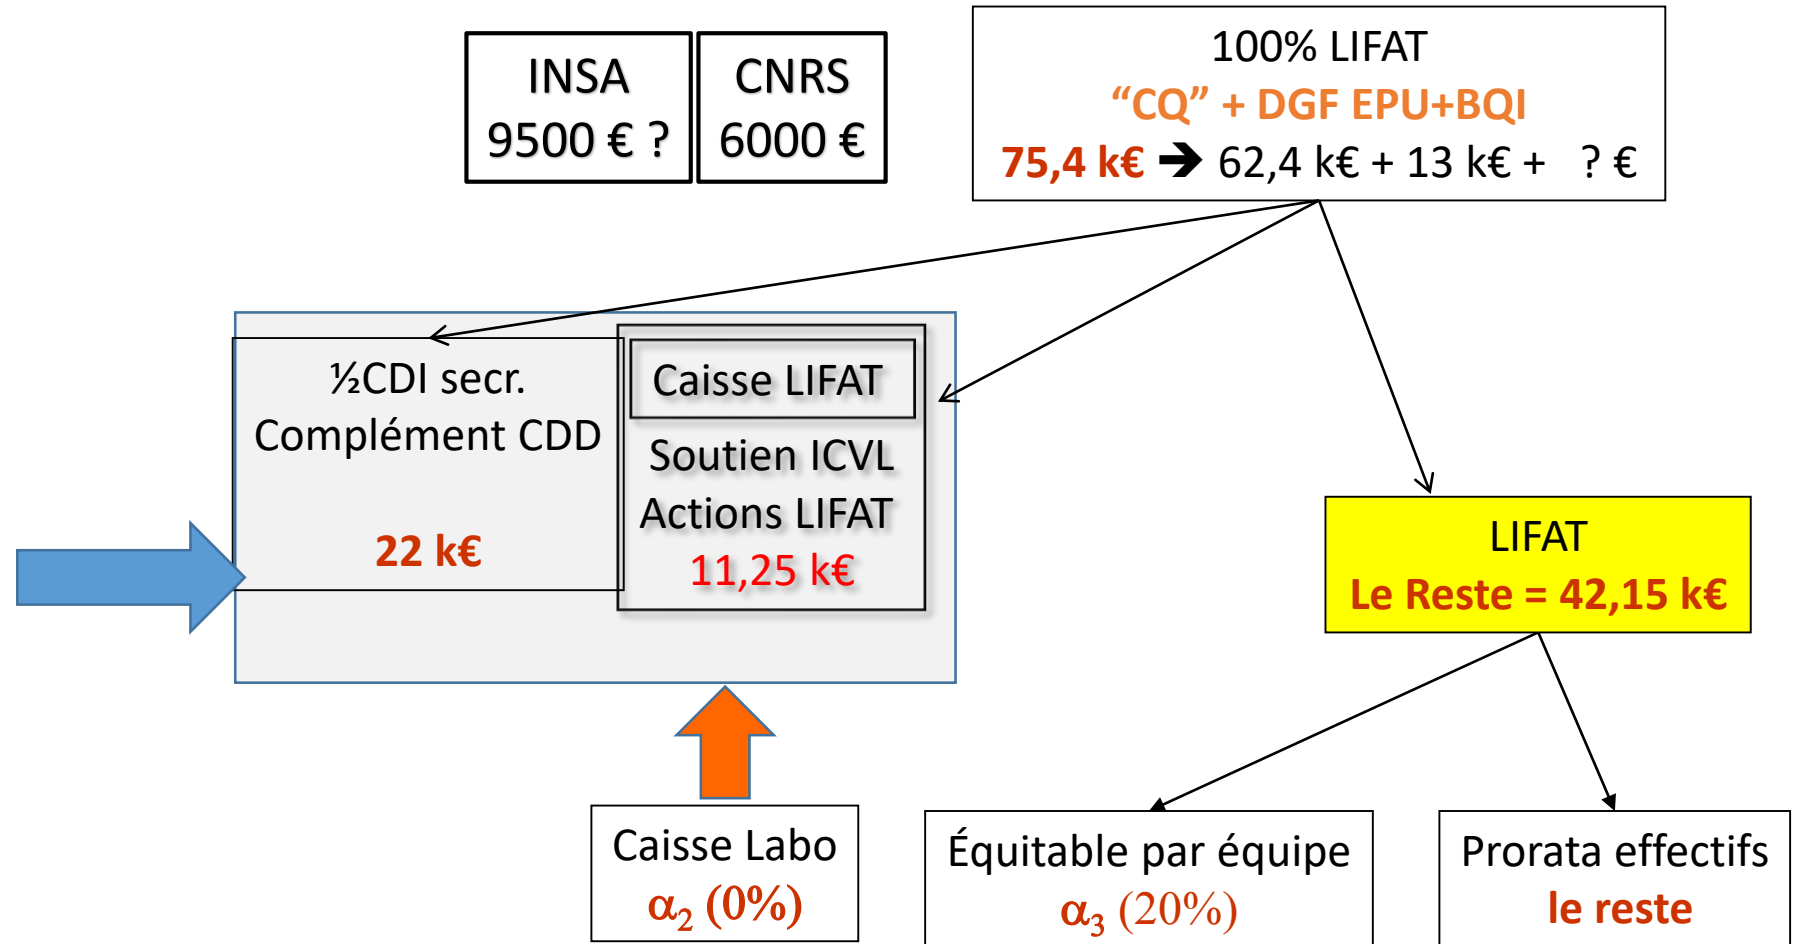 INSA
9500 € ?
CNRS
6000 €
100% LIFAT
“CQ” + DGF EPU+BQI
75,4 k€ ➔ 62,4 k€ + 13 k€ + ? €
½CDI secr.
Complément CDD
22 k€
Caisse LIFAT
Soutien ICVL
Actions LIFAT
11,25 k€
LIFAT
Le Reste = 42,15 k€
Caisse Labo
α₂ (0%)
Équitable par équipe
α₃ (20%)
Prorata effectifs
le reste